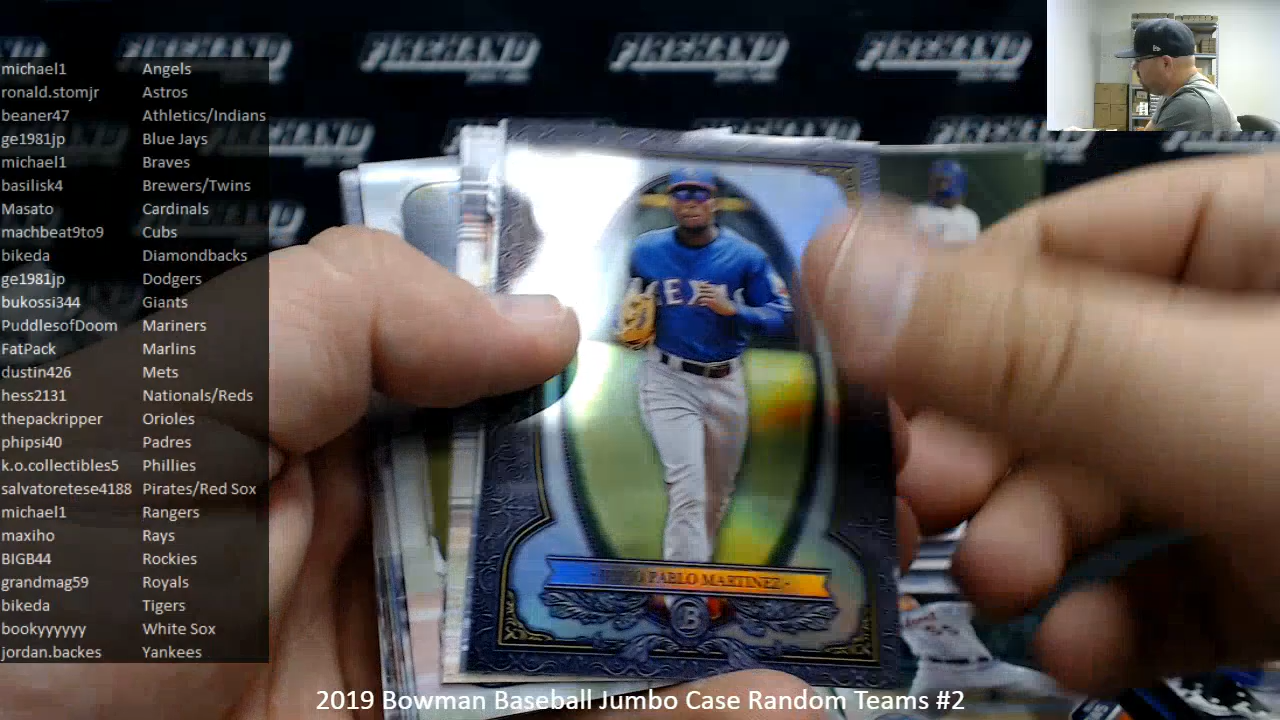 michael1 Angels
ronald.stomjr Astros
beaner47 Athletics/Indians
ge1981jp Blue Jays
michael1 Braves
basilisk4 Brewers/Twins
Masato Cardinals
machbeat9to9 Cubs
bikeda Diamondbacks
ge1981jp Dodgers
bukossi344 Giants
PuddlesofDoom Mariners
FatPack Marlins
dustin426 Mets
hess2131 Nationals/Reds
thepackripper Orioles
phipsi40 Padres
k.o.collectibles5 Phillies
salvatoretese4188 Pirates/Red Sox
michael1 Rangers
maxiho Rays
BIGB44 Rockies
grandmag59 Royals
bikeda Tigers
bookyyyyyy White Sox
jordan.backes Yankees
PABLO MARTINEZ
B
2019 Bowman Baseball Jumbo Case Random Teams #2